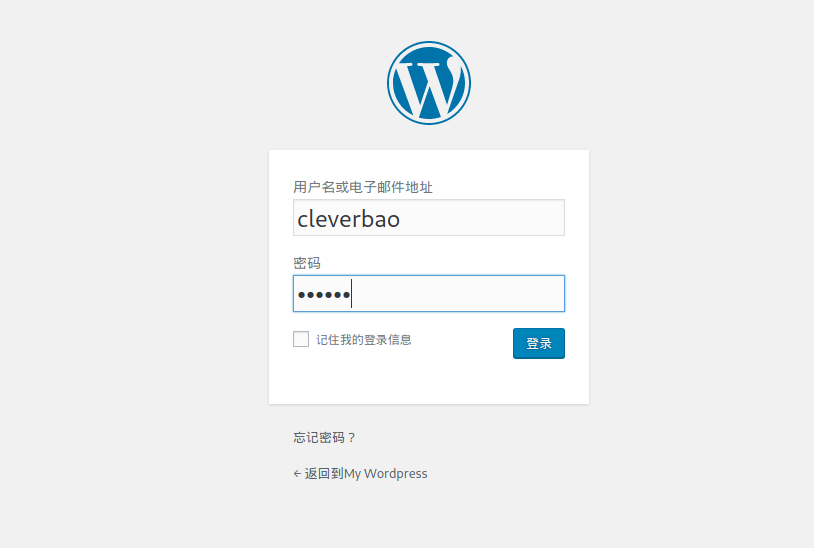 用户名或电子邮件地址
cleverbao
密码
••••••
记住我的登录信息
登录
忘记密码？
← 返回到My Wordpress